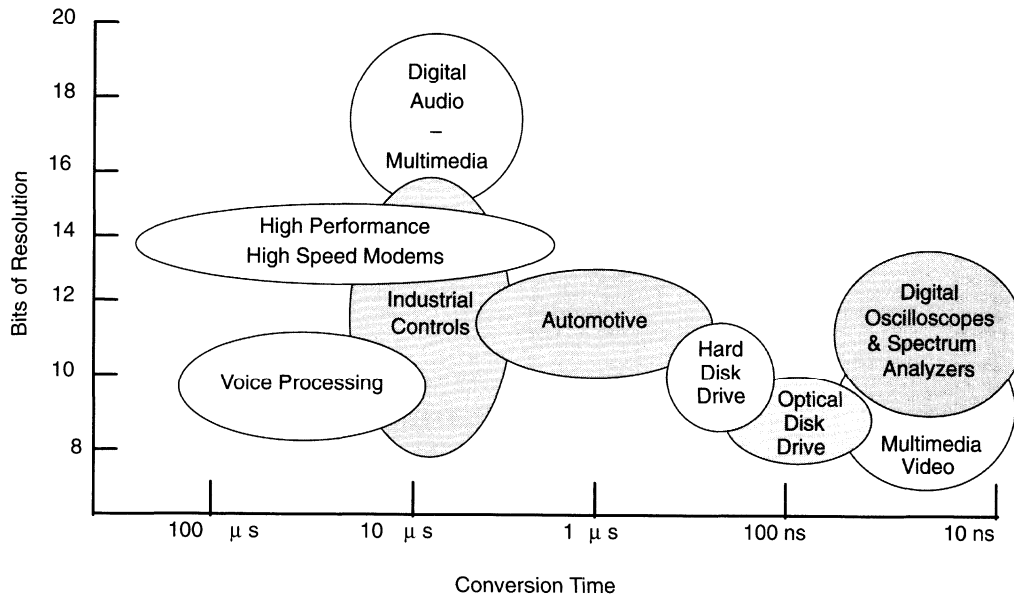 20
18
16
14
12
10
8
Bits of Resolution
Digital
Audio
–
Multimedia
High Performance
High Speed Modems
Industrial
Controls
Automotive
Voice Processing
Hard
Disk
Drive
Optical
Disk
Drive
Digital
Oscilloscopes
& Spectrum
Analyzers
Multimedia
Video
100 μ s
10 μ s
1 μ s
100 ns
10 ns
Conversion Time